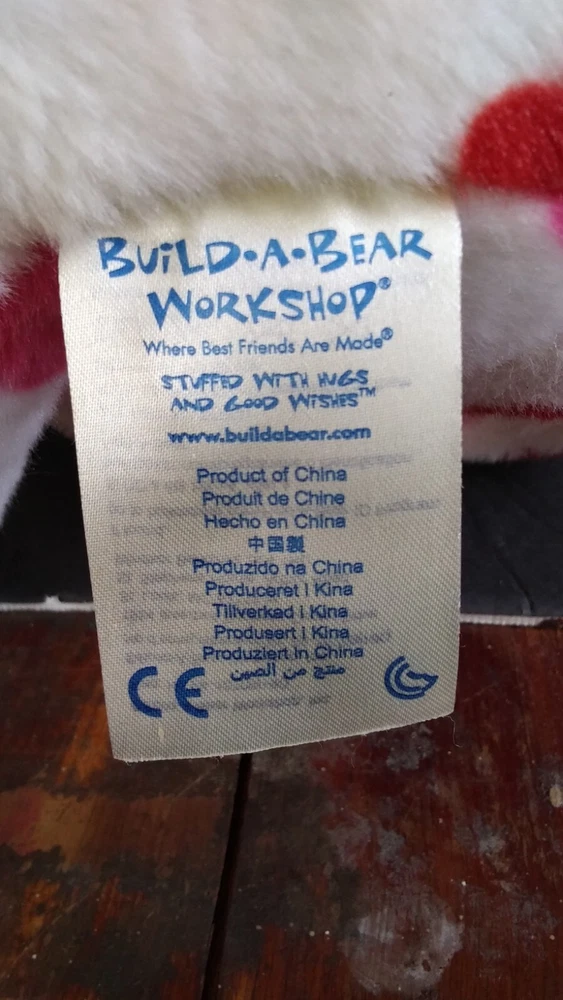 BUiLD•A•BEAR
WORKSHOP®
Where Best Friends Are Made®
STUFFED WiTH HUGS
AND GOOD WiSHES™
www.buildabear.com
Product of China
Produit de Chine
Hecho en China
中国製
Produzido na China
Produceret i Kina
Tillverkad i Kina
Produsert i Kina
Produziert in China
منتج من الصين
CE